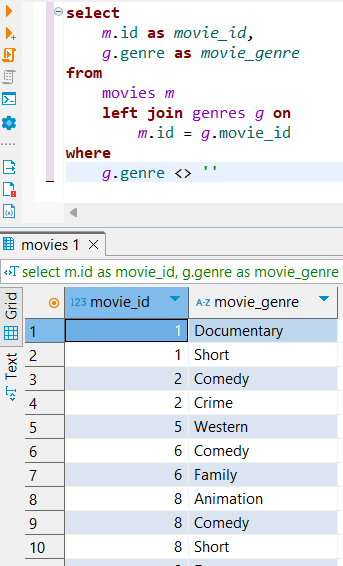 select
m.id as movie_id,
g.genre as movie_genre
from
movies m
left join genres g on
m.id = g.movie_id
where
g.genre <> ''
movies 1
select m.id as movie_id, g.genre as movie_genre
Grid
Text
123 movie_id A-Z movie_genre
1 1 Documentary
2 1 Short
3 2 Comedy
4 2 Crime
5 5 Western
6 6 Comedy
7 6 Family
8 8 Animation
9 8 Comedy
10 8 Short